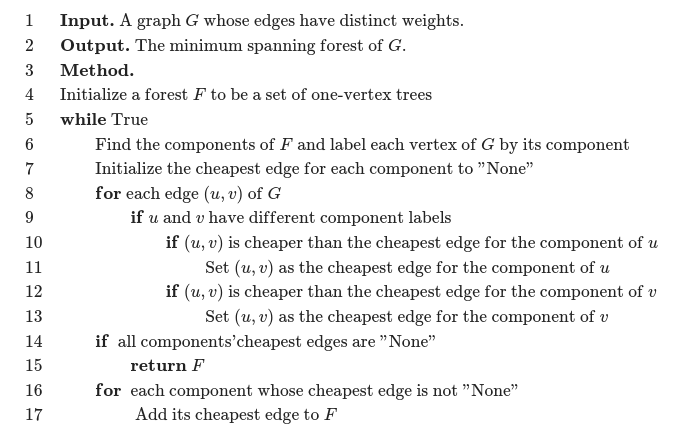 1 Input. A graph G whose edges have distinct weights.
2 Output. The minimum spanning forest of G.
3 Method.
4 Initialize a forest F to be a set of one-vertex trees
5 while True
6 Find the components of F and label each vertex of G by its component
7 Initialize the cheapest edge for each component to ”None”
8 for each edge (u, v) of G
9 if u and v have different component labels
10 if (u, v) is cheaper than the cheapest edge for the component of u
11 Set (u, v) as the cheapest edge for the component of u
12 if (u, v) is cheaper than the cheapest edge for the component of v
13 Set (u, v) as the cheapest edge for the component of v
14 if all components’cheapest edges are ”None”
15 return F
16 for each component whose cheapest edge is not ”None”
17 Add its cheapest edge to F